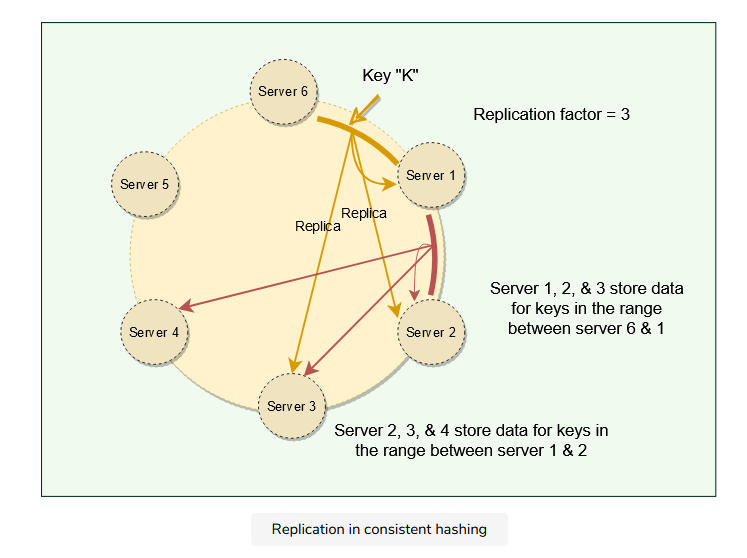 Key "K"
Server 6
Replication factor = 3
Server 1
Server 5
Replica
Replica
Server 1, 2, & 3 store data
for keys in the range
between server 6 & 1
Server 4
Server 2
Server 3
Server 2, 3, & 4 store data for keys in
the range between server 1 & 2
Replication in consistent hashing